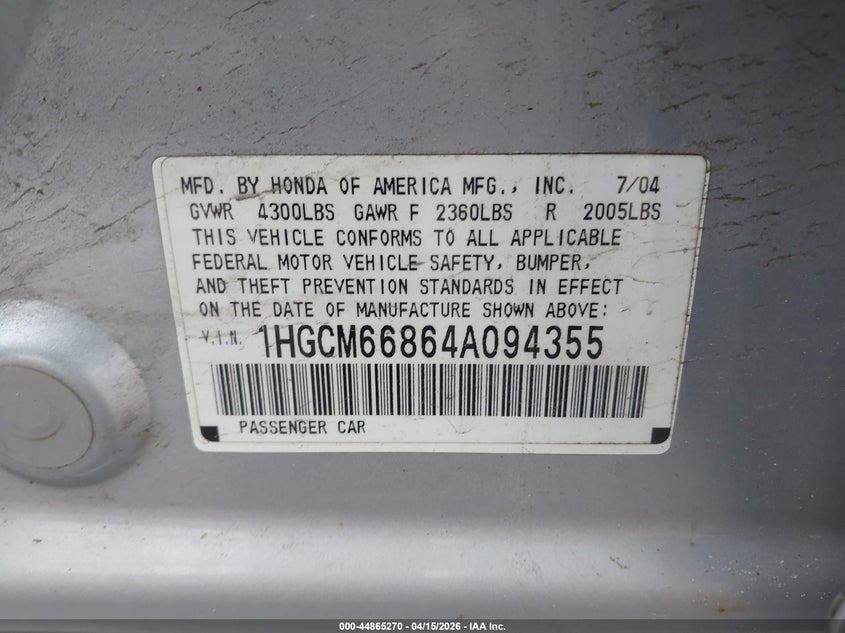 MFD. BY HONDA OF AMERICA MFG., INC. 7/04
GVWR 4300LBS GAWR F 2360LBS R 2005LBS
THIS VEHICLE CONFORMS TO ALL APPLICABLE
FEDERAL MOTOR VEHICLE SAFETY, BUMPER,
AND THEFT PREVENTION STANDARDS IN EFFECT
ON THE DATE OF MANUFACTURE SHOWN ABOVE:
V.I.N. 1HGCM66864A094355
PASSENGER CAR
000-44865270 - 04/15/2026 - IAA Inc.